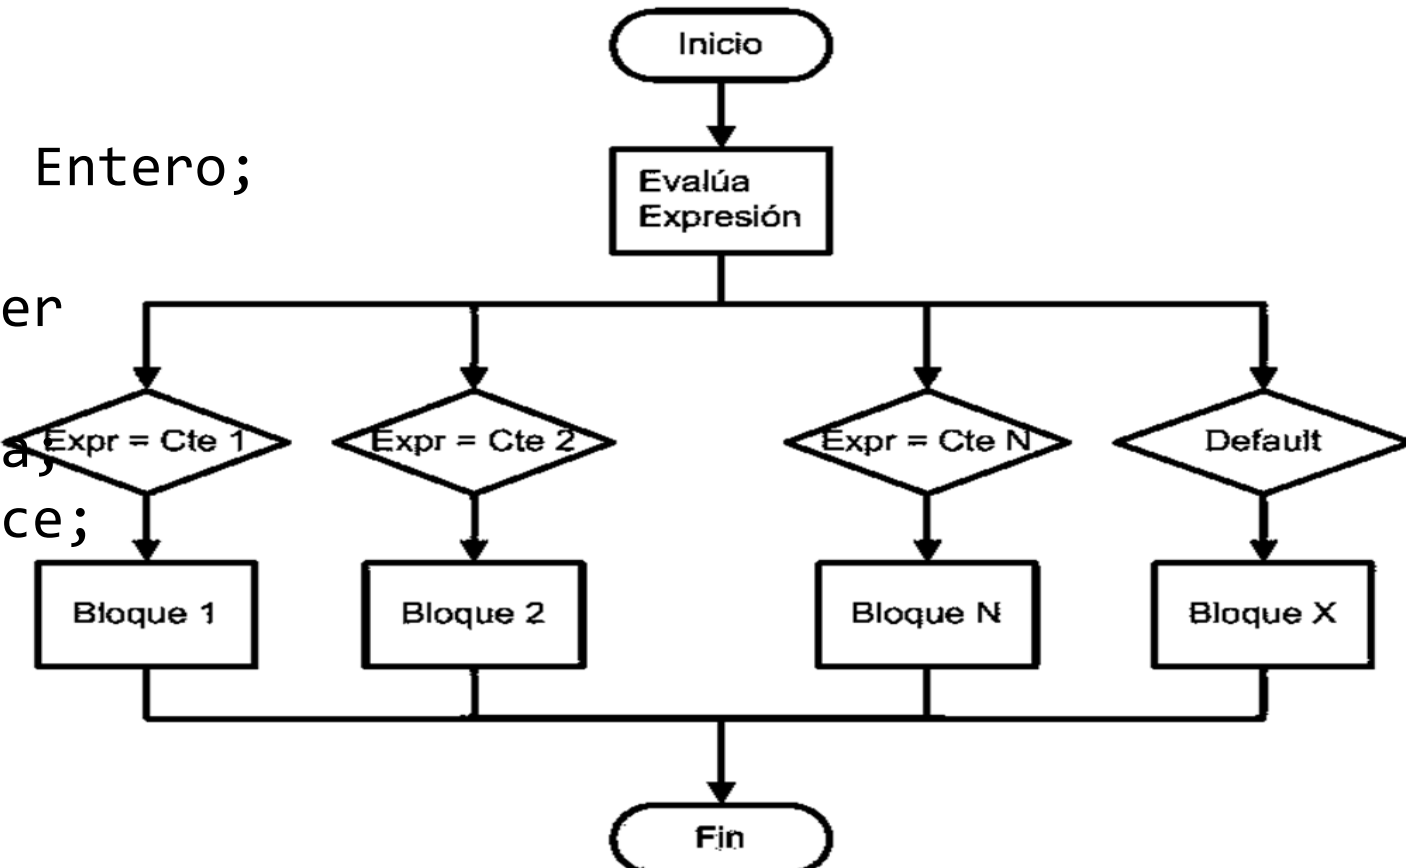 Inicio
Entero;
Evalúa
Expresión
er
Expr = Cte 1
Expr = Cte 2
Expr = Cte N
Default
a;
ce;
Bloque 1
Bloque 2
Bloque N
Bloque X
Fin